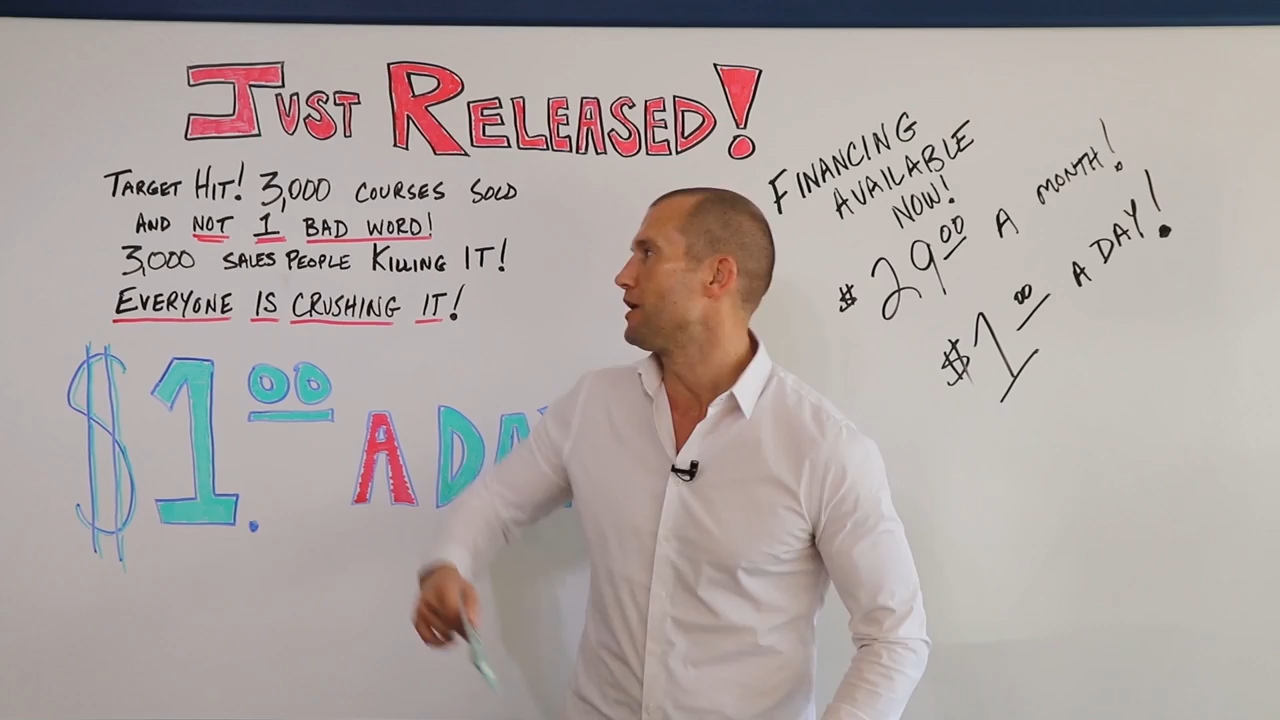 JUST RELEASED!
TARGET HIT! 3,000 COURSES SOLD
AND NOT 1 BAD WORD!
3,000 SALES PEOPLE KILLING IT!
EVERYONE IS CRUSHING IT!
$1.00 A DA
FINANCING
AVAILABLE
NOW!
$29.00 A MONTH!
$1.00 A DAY!